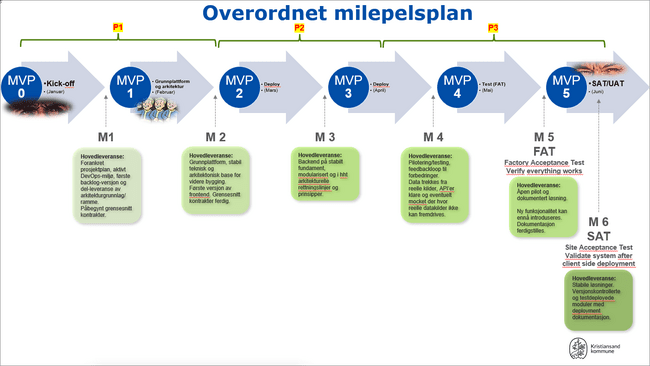 Overordnet milepelsplan
P1
P2
P3
MVP
0
•Kick-off
• (Januar)
MVP
1
• Grunnplattform
og arkitektur
• (Februar)
MVP
2
• Deploy
• (Mars)
MVP
3
• Deploy
• (April)
MVP
4
• Test (FAT)
• (Mai)
MVP
5
• SAT/UAT
• (Juni)
M1
Hovedleveranse:
Forankret
prosjektplan, aktivt
DevOps-miljø, første
backlog-versjon og
del-leveranse av
arkitekturgrunnlag/
ramme.
Påbegynt grensesnitt
kontrakter.
M 2
Hovedleveranse:
Grunnplattform, stabil
teknisk og
arkitektonisk base for
videre bygging.
Første versjon av
frontend. Grensesnitt
kontrakter ferdig.
M 3
Hovedleveranse:
Backend på stabilt
fundament,
modularisert og i hht
arkitekturelle
retningslinjer og
prinsipper.
M 4
Hovedleveranse:
Pilotering/testing,
feedbackloop til
forbedringer.
Data trekkes fra
reelle kilder, API'er
klare og eventuelt
mocket der hvor
reelle datakilder ikke
kan fremdrives.
M 5
FAT
Factory Acceptance Test
Verify everything works
Hovedleveranse:
Åpen pilot og
dokumentert løsning.
Ny funksjonalitet kan
ennå introduseres.
Dokumentasjon
ferdigstilles.
M 6
SAT
Site Acceptance Test
Validate system after
client side deployment
Hovedleveranse:
Stabile løsninger.
Versjonskontrollerte
og testdeployede
moduler med
deployment
dokumentasjon.
Kristiansand
kommune